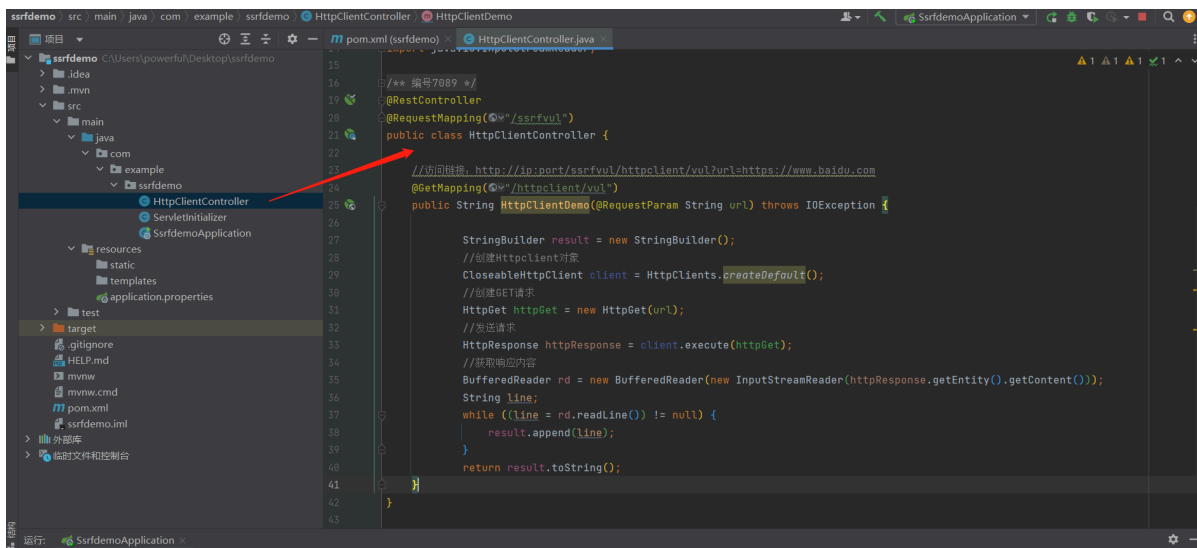 ssrfdemo 〉 src 〉 main 〉 java 〉 com 〉 example 〉 ssrfdemo 〉 HttpClientController 〉 HttpClientDemo
SsrfdemoApplication
项目
pom.xml (ssrfdemo)
HttpClientController.java
ssrfdemo C:\Users\powerful\Desktop\ssrfdemo
.idea
.mvn
src
main
java
com
example
ssrfdemo
HttpClientController
ServletInitializer
SsrfdemoApplication
resources
static
templates
application.properties
test
target
.gitignore
HELP.md
mvnw
mvnw.cmd
pom.xml
ssrfdemo.iml
外部库
临时文件和控制台
1 1 1 1
15
16 /** 编号7089 */
19 @RestController
20 @RequestMapping("/ssrfvul")
21 public class HttpClientController {
22
23 //访问链接：http://ip:port/ssrfvul/httpclient/vul?url=https://www.baidu.com
24 @GetMapping("/httpclient/vul")
25 public String HttpClientDemo(@RequestParam String url) throws IOException {
26
27 StringBuilder result = new StringBuilder();
28 //创建Httpclient对象
29 CloseableHttpClient client = HttpClients.createDefault();
30 //创建GET请求
31 HttpGet httpGet = new HttpGet(url);
32 //发送请求
33 HttpResponse httpResponse = client.execute(httpGet);
34 //获取响应内容
35 BufferedReader rd = new BufferedReader(new InputStreamReader(httpResponse.getEntity().getContent()));
36 String line;
37 while ((line = rd.readLine()) != null) {
38 result.append(line);
39 }
40 return result.toString();
41 }
42 }
43
运行: SsrfdemoApplication